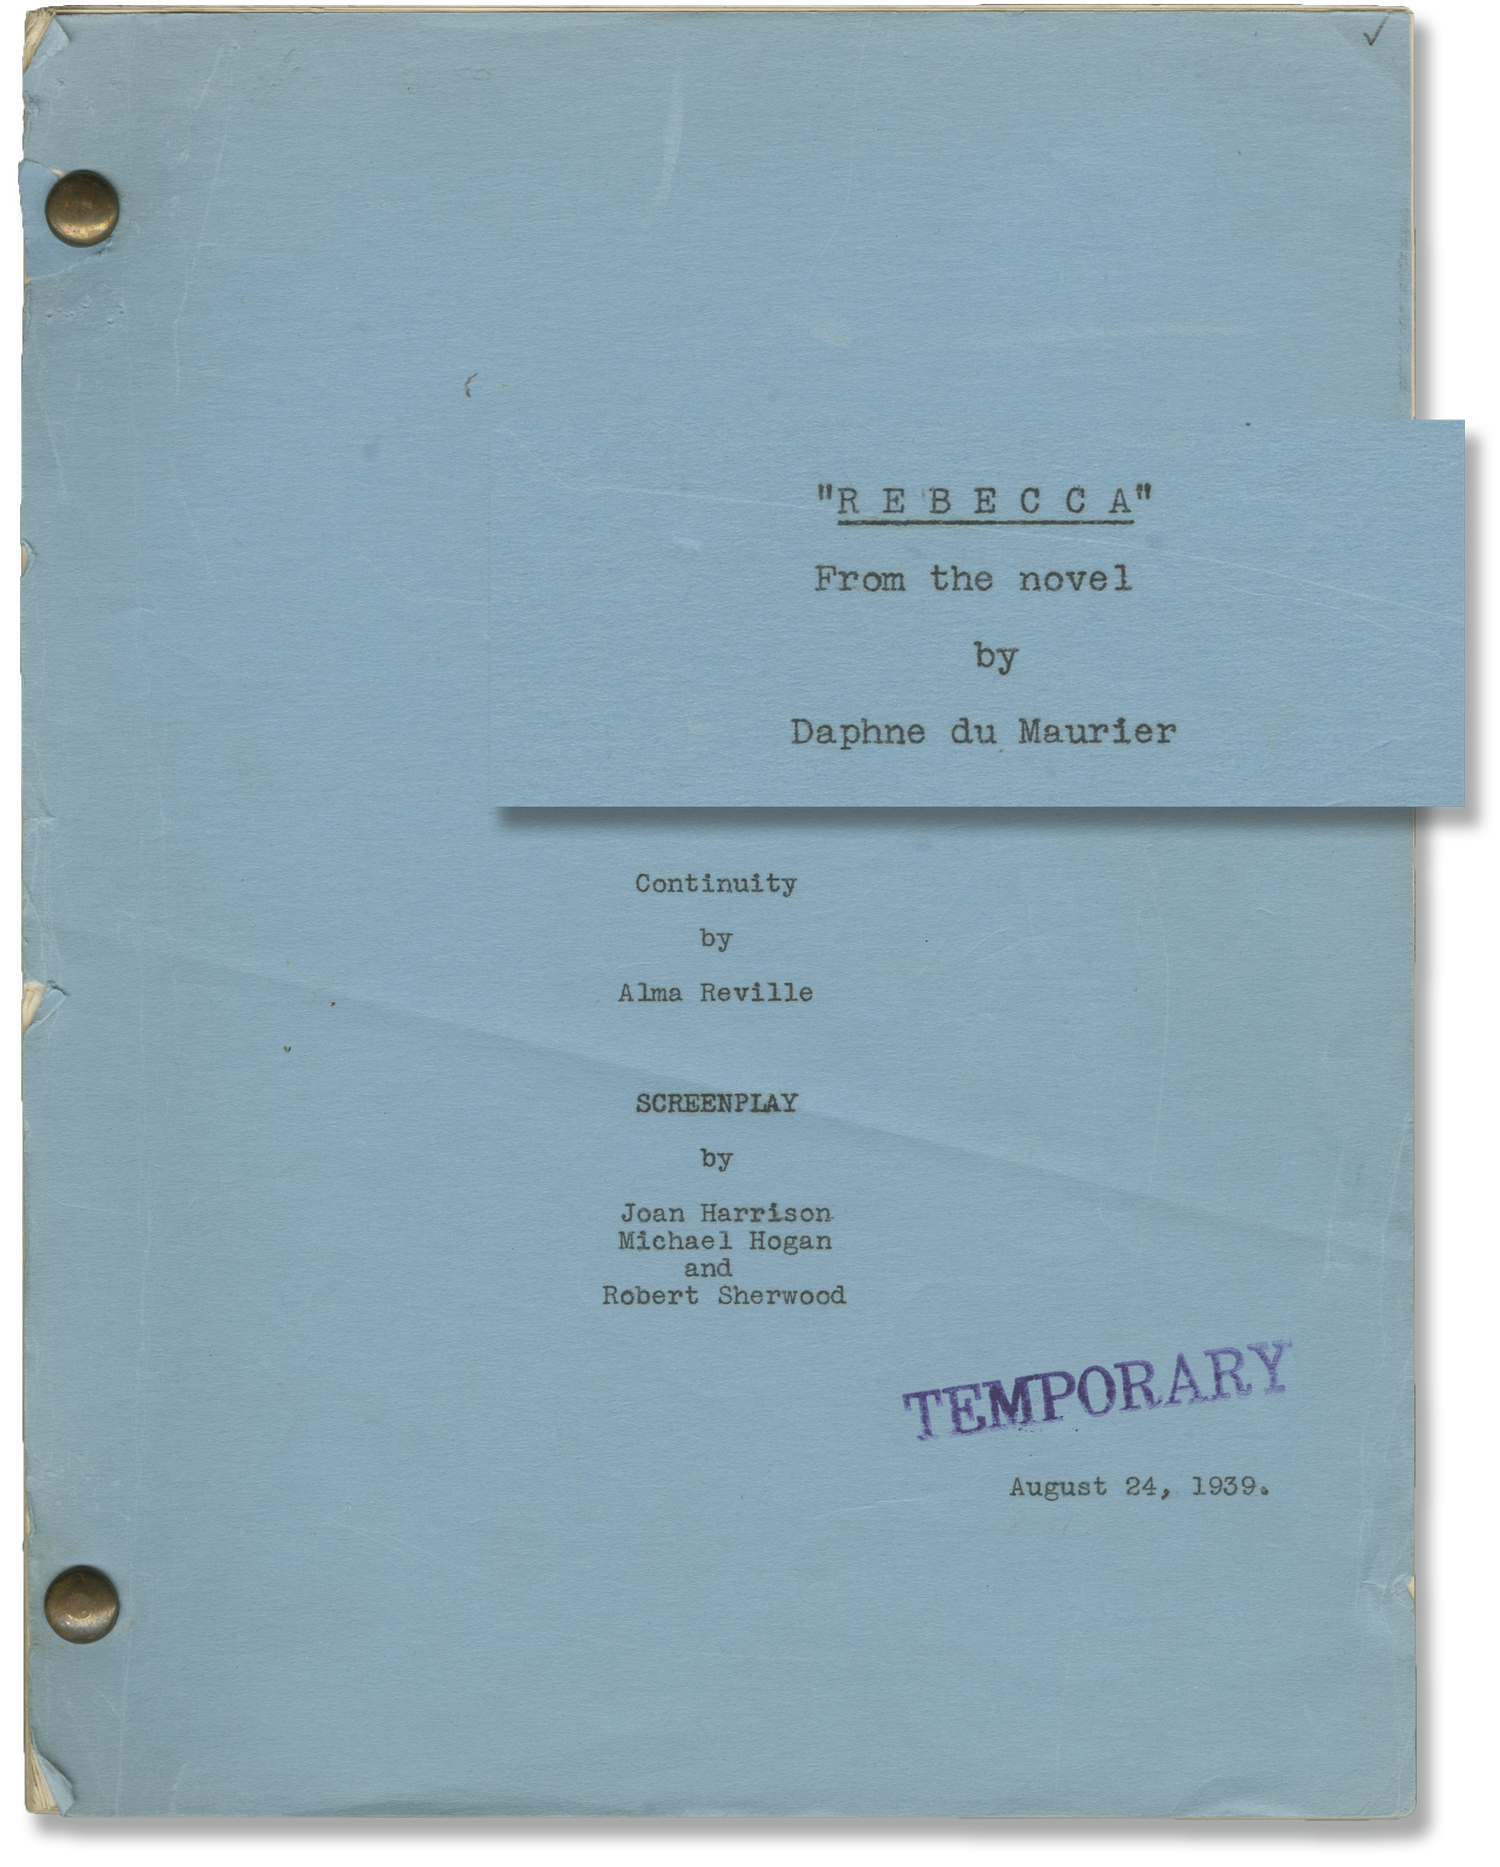 "R E B E C C A"
From the novel
by
Daphne du Maurier
Continuity
by
Alma Reville
SCREENPLAY
by
Joan Harrison
Michael Hogan
and
Robert Sherwood
TEMPORARY
August 24, 1939.